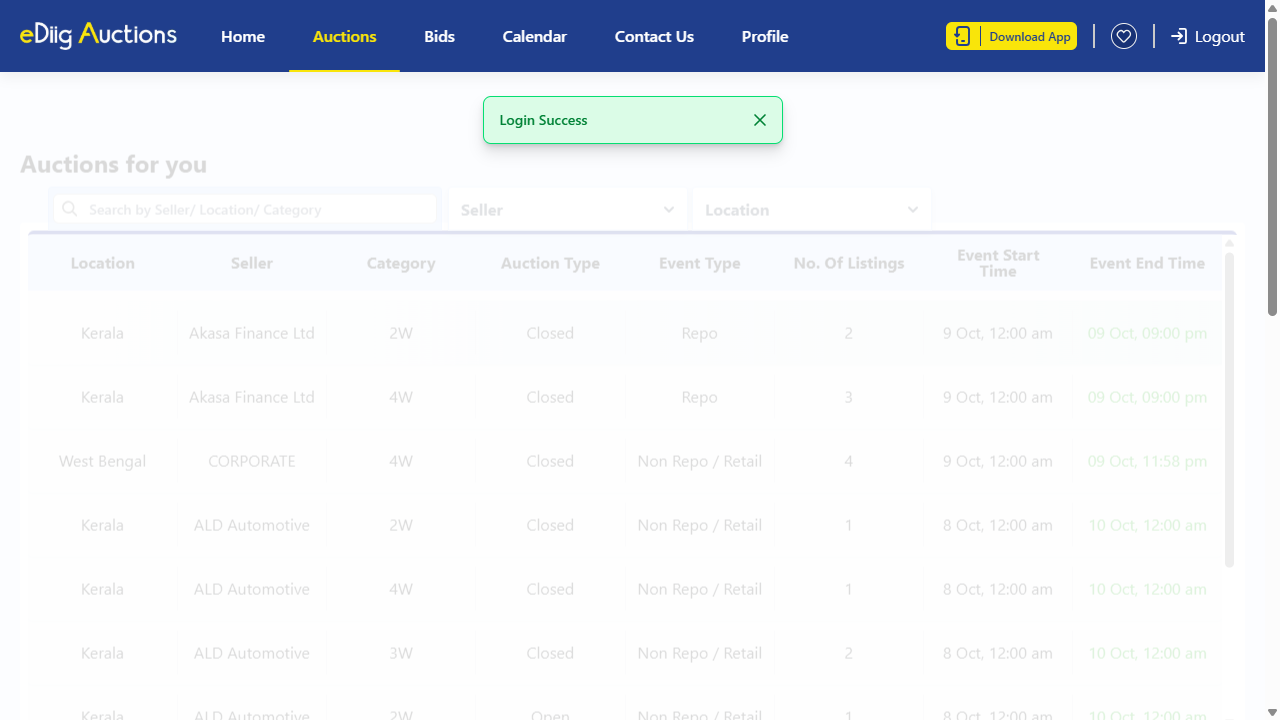 eDiig Auctions Home Auctions Bids Calendar Contact Us Profile Download App Logout
Login Success
Auctions for you
Search by Seller/ Location/ Category Seller Location
Location Seller Category Auction Type Event Type No. Of Listings Event Start Time Event End Time
Kerala Akasa Finance Ltd 2W Closed Repo 2 9 Oct, 12:00 am 09 Oct, 09:00 pm
Kerala Akasa Finance Ltd 4W Closed Repo 3 9 Oct, 12:00 am 09 Oct, 09:00 pm
West Bengal CORPORATE 4W Closed Non Repo / Retail 4 9 Oct, 12:00 am 09 Oct, 11:58 pm
Kerala ALD Automotive 2W Closed Non Repo / Retail 1 8 Oct, 12:00 am 10 Oct, 12:00 am
Kerala ALD Automotive 4W Closed Non Repo / Retail 1 8 Oct, 12:00 am 10 Oct, 12:00 am
Kerala ALD Automotive 3W Closed Non Repo / Retail 2 8 Oct, 12:00 am 10 Oct, 12:00 am
Kerala ALD Automotive 2W Open Non Repo / Retail 1 8 Oct, 12:00 am 10 Oct, 12:00 am